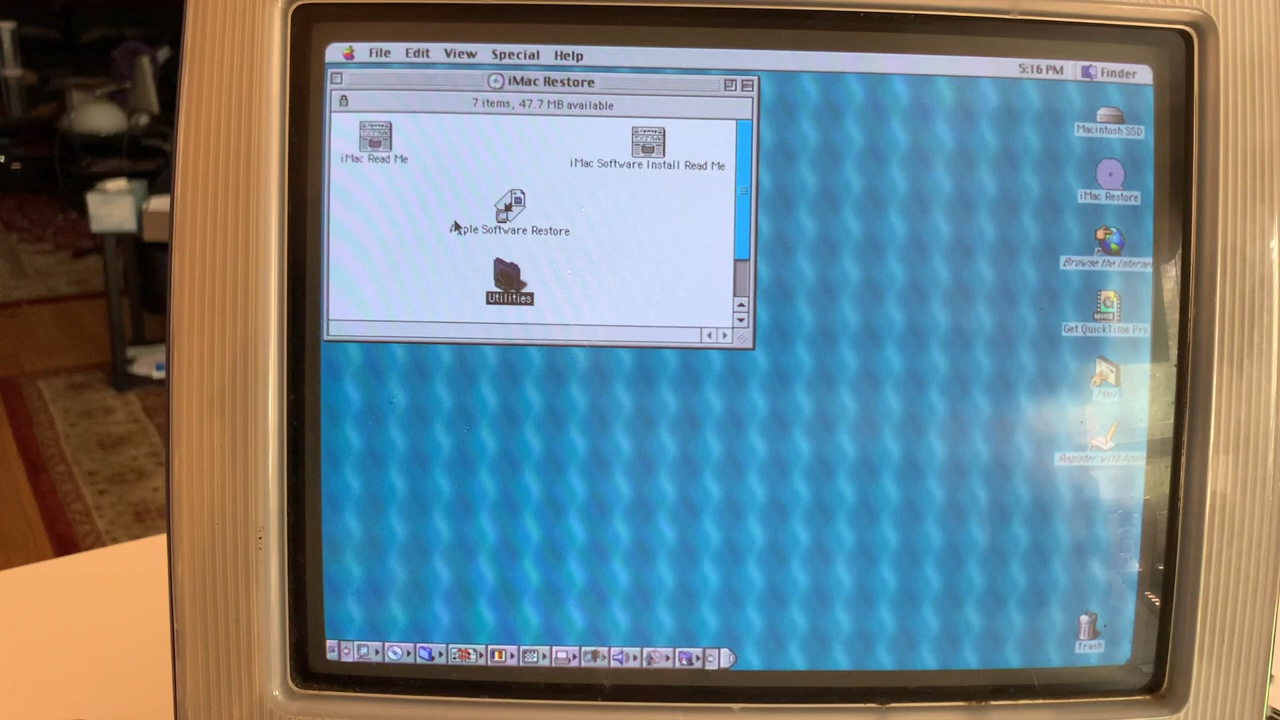 File Edit View Special Help
5:16 PM Finder
iMac Restore
7 items, 47.7 MB available
iMac Read Me
iMac Software Install Read Me
Apple Software Restore
Utilities
Macintosh SSD
iMac Restore
Browse the Internet
Get QuickTime Pro
Mail
Register with Apple
Trash